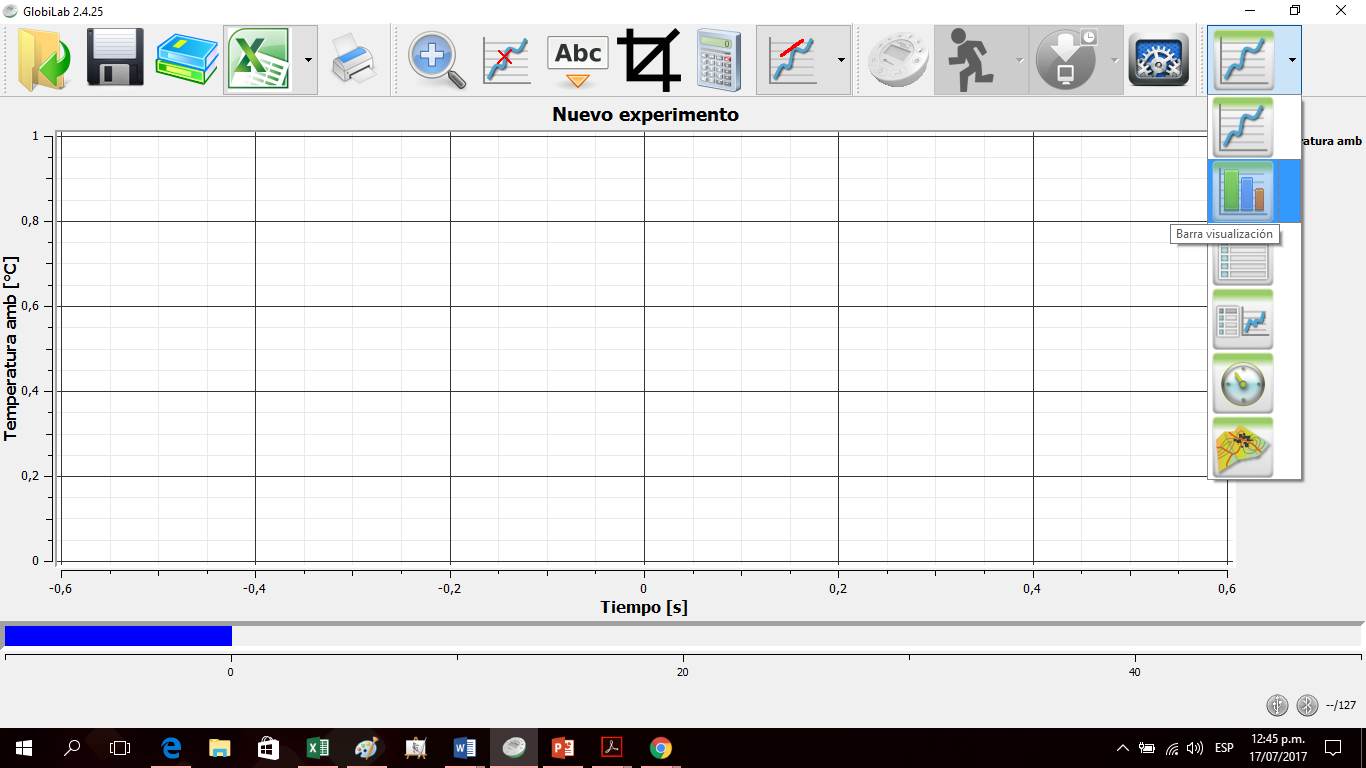 GlobiLab 2.4.25
Abc
Nuevo experimento
1
0,8
0,6
0,4
0,2
0
Temperatura amb [°C]
ratura amb
Barra visualización
-0,6 -0,4 -0,2 0 0,2 0,4 0,6
Tiempo [s]
0 20 40
--/127
ESP
12:45 p.m.
17/07/2017